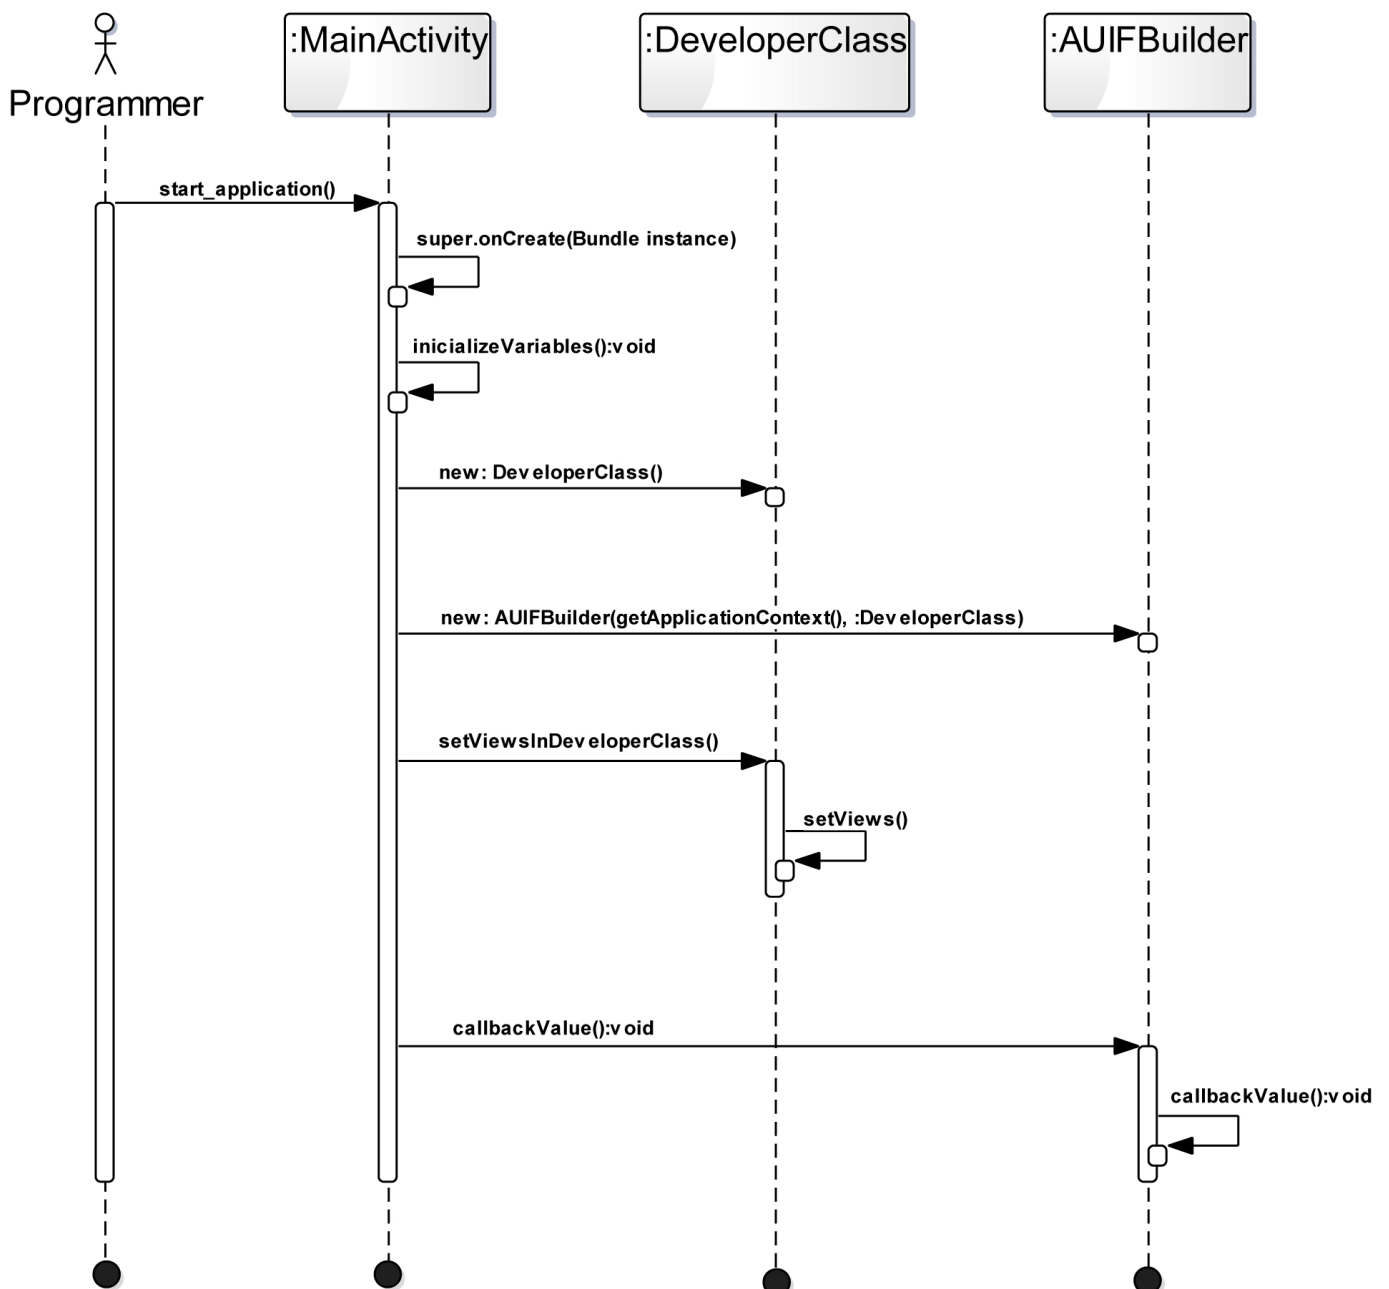 :MainActivity
:DeveloperClass
:AUIFBuilder
Programmer
start_application()
super.onCreate(Bundle instance)
inicializeVariables():void
new: DeveloperClass()
new: AUIFBuilder(getApplicationContext(), :DeveloperClass)
setViewsInDeveloperClass()
setViews()
callbackValue():void
callbackValue():void